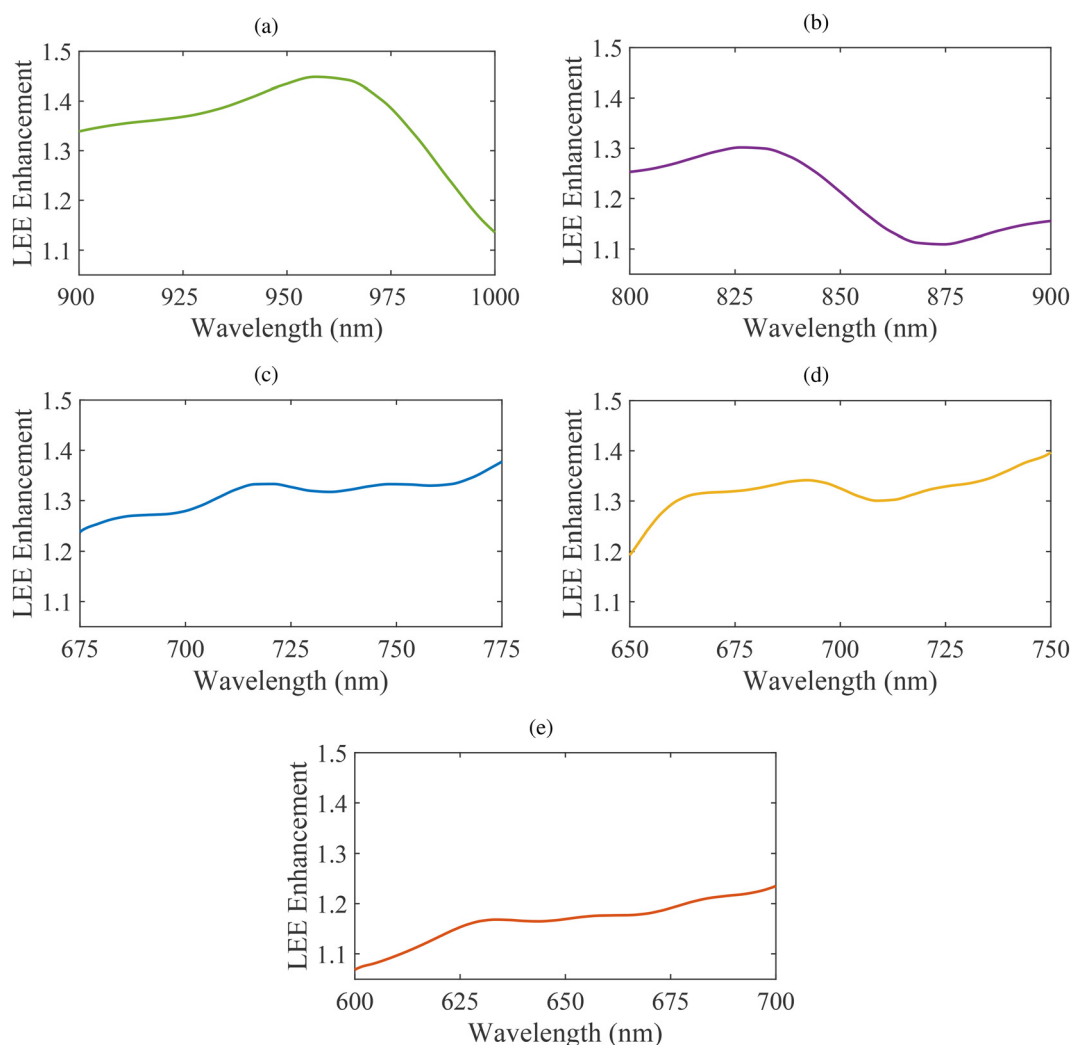 (a)
1.5
1.4
1.3
1.2
1.1
LEE Enhancement
900 925 950 975 1000
Wavelength (nm)
(b)
1.5
1.4
1.3
1.2
1.1
LEE Enhancement
800 825 850 875 900
Wavelength (nm)
(c)
1.5
1.4
1.3
1.2
1.1
LEE Enhancement
675 700 725 750 775
Wavelength (nm)
(d)
1.5
1.4
1.3
1.2
1.1
LEE Enhancement
650 675 700 725 750
Wavelength (nm)
(e)
1.5
1.4
1.3
1.2
1.1
LEE Enhancement
600 625 650 675 700
Wavelength (nm)